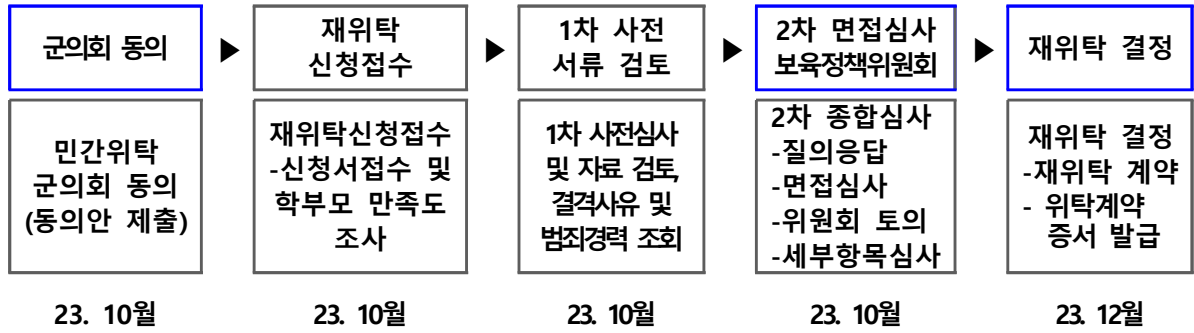 군의회 동의
▶
재위탁
신청접수
▶
1차 사전
서류 검토
▶
2차 면접심사
보육정책위원회
▶
재위탁 결정
민간위탁
군의회 동의
(동의안 제출)
재위탁신청접수
-신청서접수 및
학부모 만족도
조사
1차 사전심사
및 자료 검토,
결격사유 및
범죄경력 조회
2차 종합심사
-질의응답
-면접심사
-위원회 토의
-세부항목심사
재위탁 결정
-재위탁 계약
- 위탁계약
증서 발급
23. 10월
23. 10월
23. 10월
23. 10월
23. 12월